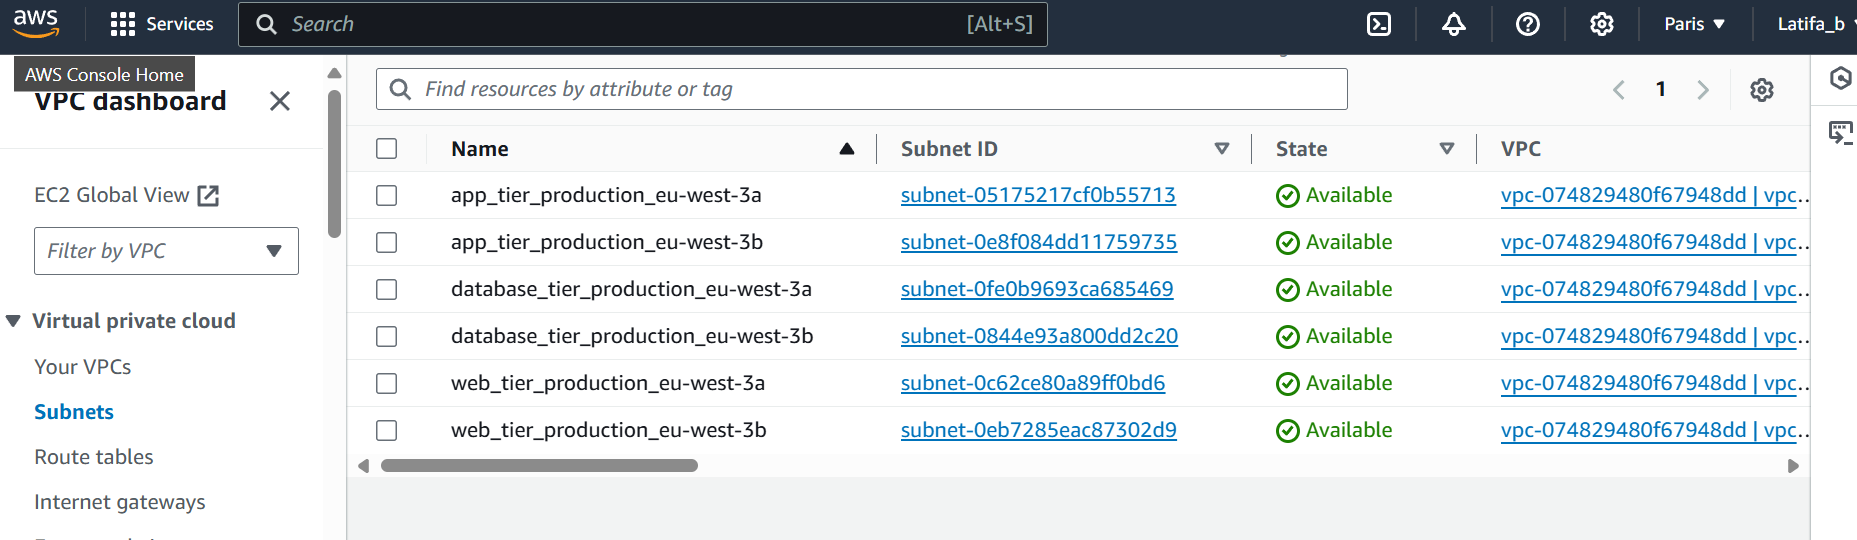 aws Services Search [Alt+S] Paris Latifa_b
AWS Console Home
VPC dashboard
EC2 Global View
Filter by VPC
Virtual private cloud
Your VPCs
Subnets
Route tables
Internet gateways
Find resources by attribute or tag 1
Name Subnet ID State VPC
app_tier_production_eu-west-3a subnet-05175217cf0b55713 Available vpc-074829480f67948dd | vpc...
app_tier_production_eu-west-3b subnet-0e8f084dd11759735 Available vpc-074829480f67948dd | vpc...
database_tier_production_eu-west-3a subnet-0fe0b9693ca685469 Available vpc-074829480f67948dd | vpc...
database_tier_production_eu-west-3b subnet-0844e93a800dd2c20 Available vpc-074829480f67948dd | vpc...
web_tier_production_eu-west-3a subnet-0c62ce80a89ff0bd6 Available vpc-074829480f67948dd | vpc...
web_tier_production_eu-west-3b subnet-0eb7285eac87302d9 Available vpc-074829480f67948dd | vpc...